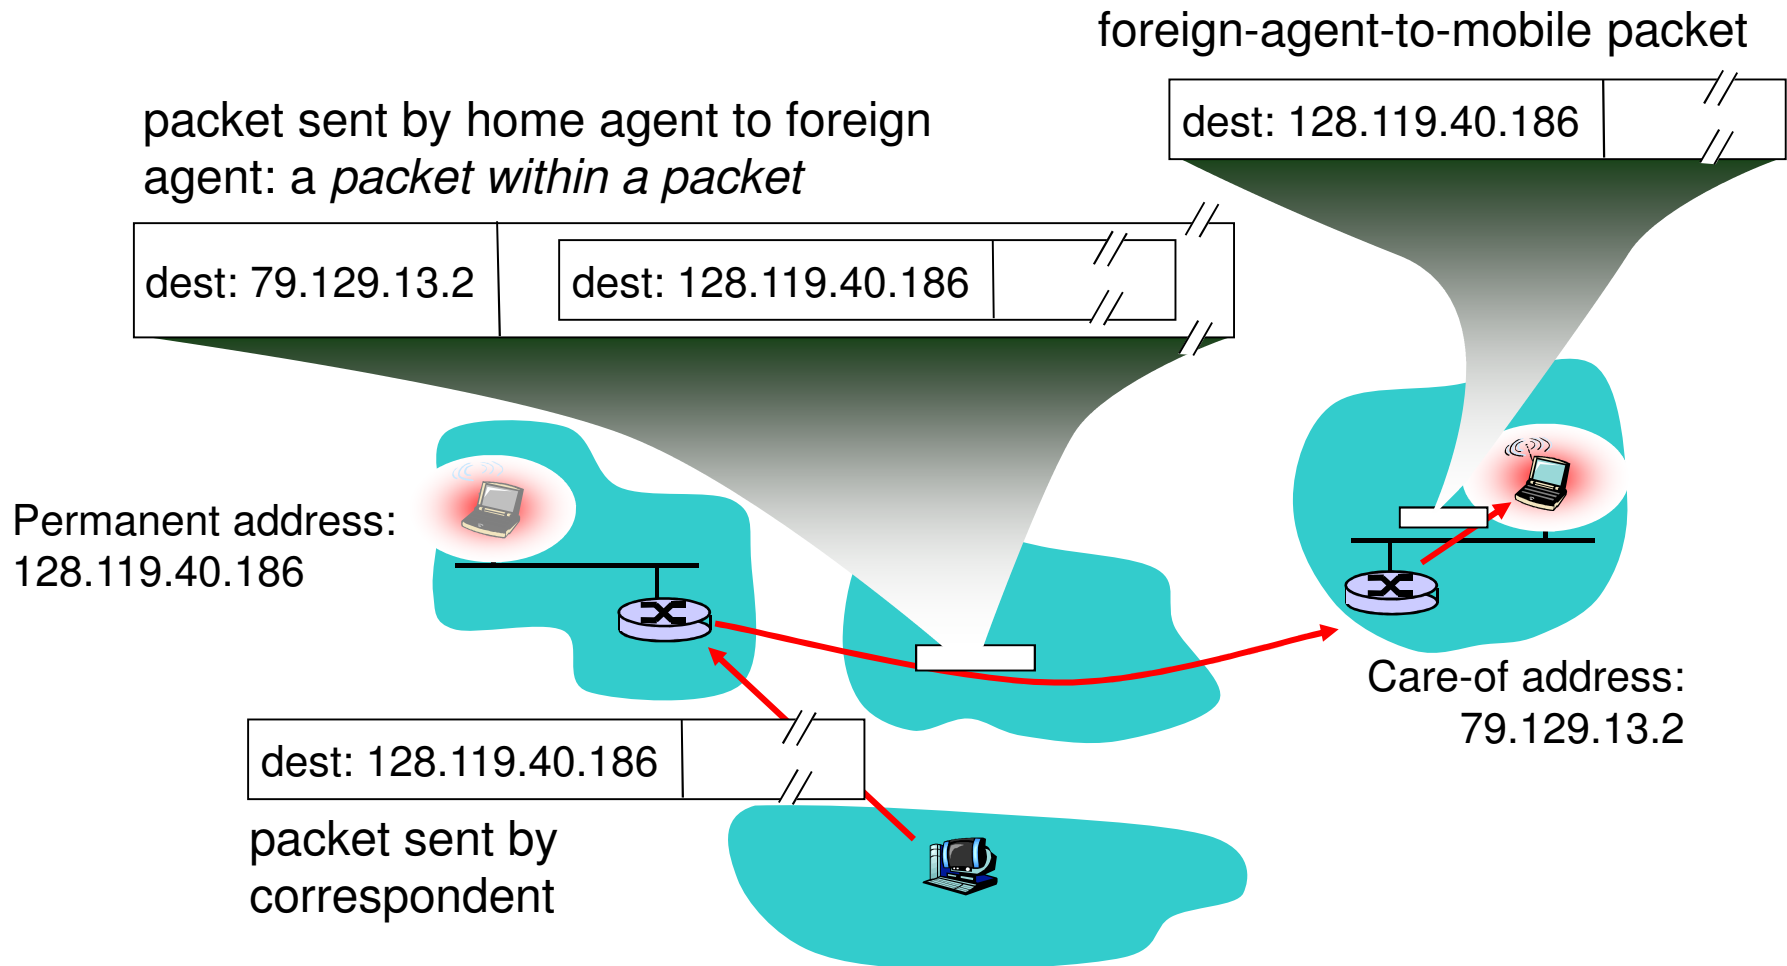 foreign-agent-to-mobile packet
dest: 128.119.40.186
packet sent by home agent to foreign
agent: a packet within a packet
dest: 79.129.13.2
dest: 128.119.40.186
Permanent address:
128.119.40.186
Care-of address:
79.129.13.2
dest: 128.119.40.186
packet sent by
correspondent